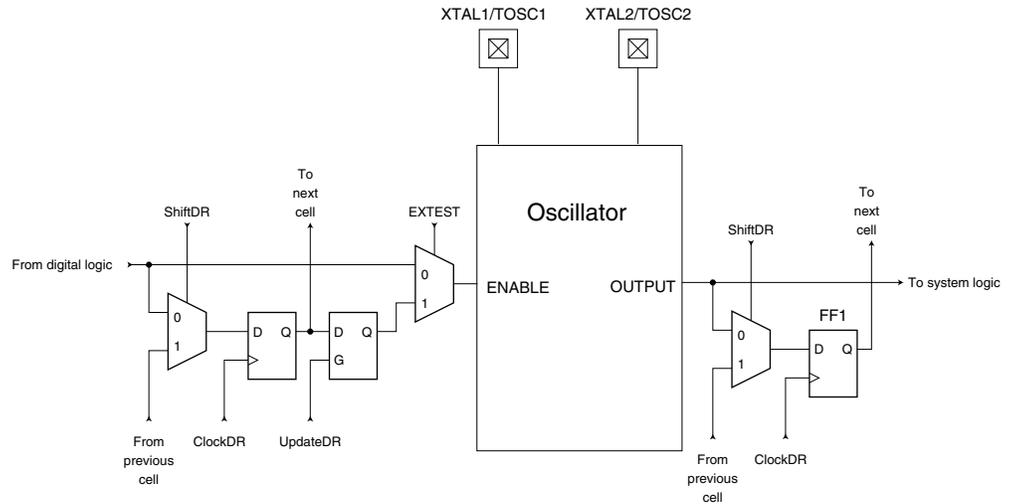 XTAL1/TOSC1
XTAL2/TOSC2
To
next
cell
ShiftDR
EXTEST
Oscillator
To
next
cell
ShiftDR
From digital logic
0
1
ENABLE
OUTPUT
To system logic
0
1
D Q
D Q
G
FF1
0
1
D Q
From
previous
cell
ClockDR
UpdateDR
From
previous
cell
ClockDR